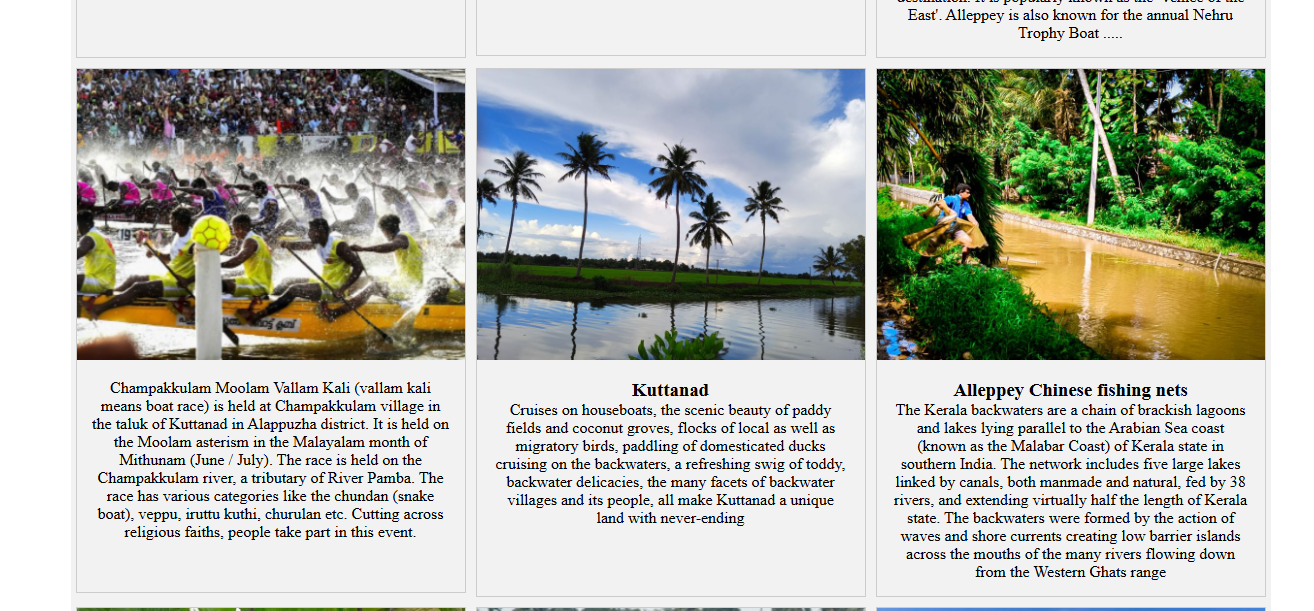 East'. Alleppey is also known for the annual Nehru
Trophy Boat .....
Champakkulam Moolam Vallam Kali (vallam kali
means boat race) is held at Champakkulam village in
the taluk of Kuttanad in Alappuzha district. It is held on
the Moolam asterism in the Malayalam month of
Mithunam (June / July). The race is held on the
Champakkulam river, a tributary of River Pamba. The
race has various categories like the chundan (snake
boat), veppu, iruttu kuthi, churulan etc. Cutting across
religious faiths, people take part in this event.
Kuttanad
Cruises on houseboats, the scenic beauty of paddy
fields and coconut groves, flocks of local as well as
migratory birds, paddling of domesticated ducks
cruising on the backwaters, a refreshing swig of toddy,
backwater delicacies, the many facets of backwater
villages and its people, all make Kuttanad a unique
land with never-ending
Alleppey Chinese fishing nets
The Kerala backwaters are a chain of brackish lagoons
and lakes lying parallel to the Arabian Sea coast
(known as the Malabar Coast) of Kerala state in
southern India. The network includes five large lakes
linked by canals, both manmade and natural, fed by 38
rivers, and extending virtually half the length of Kerala
state. The backwaters were formed by the action of
waves and shore currents creating low barrier islands
across the mouths of the many rivers flowing down
from the Western Ghats range